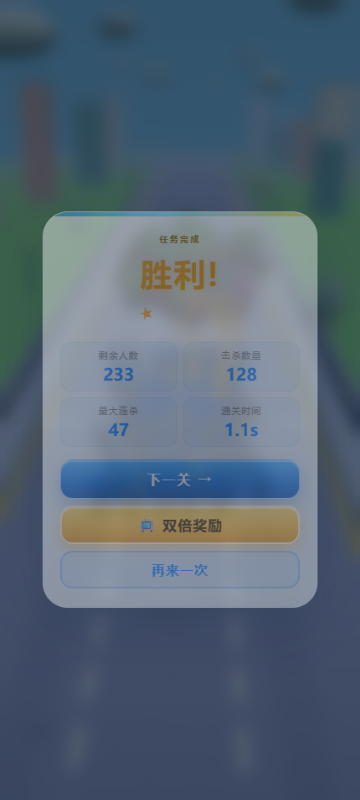 任务完成
胜利!
剩余人数
击杀数量
233
128
最大连杀
通关时间
47
1.1s
下一关 →
双倍奖励
再来一次